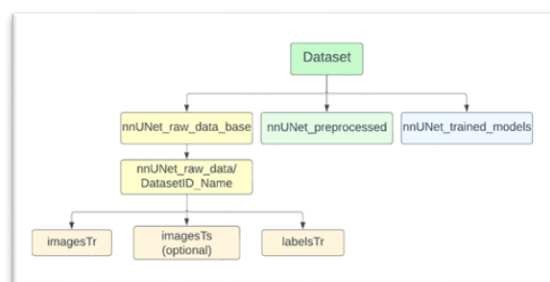 Dataset
nnUNet_raw_data_base
nnUNet_preprocessed
nnUNet_trained_models
nnUNet_raw_data/
DatasetID_Name
imagesTr
imagesTs
(optional)
labelsTr